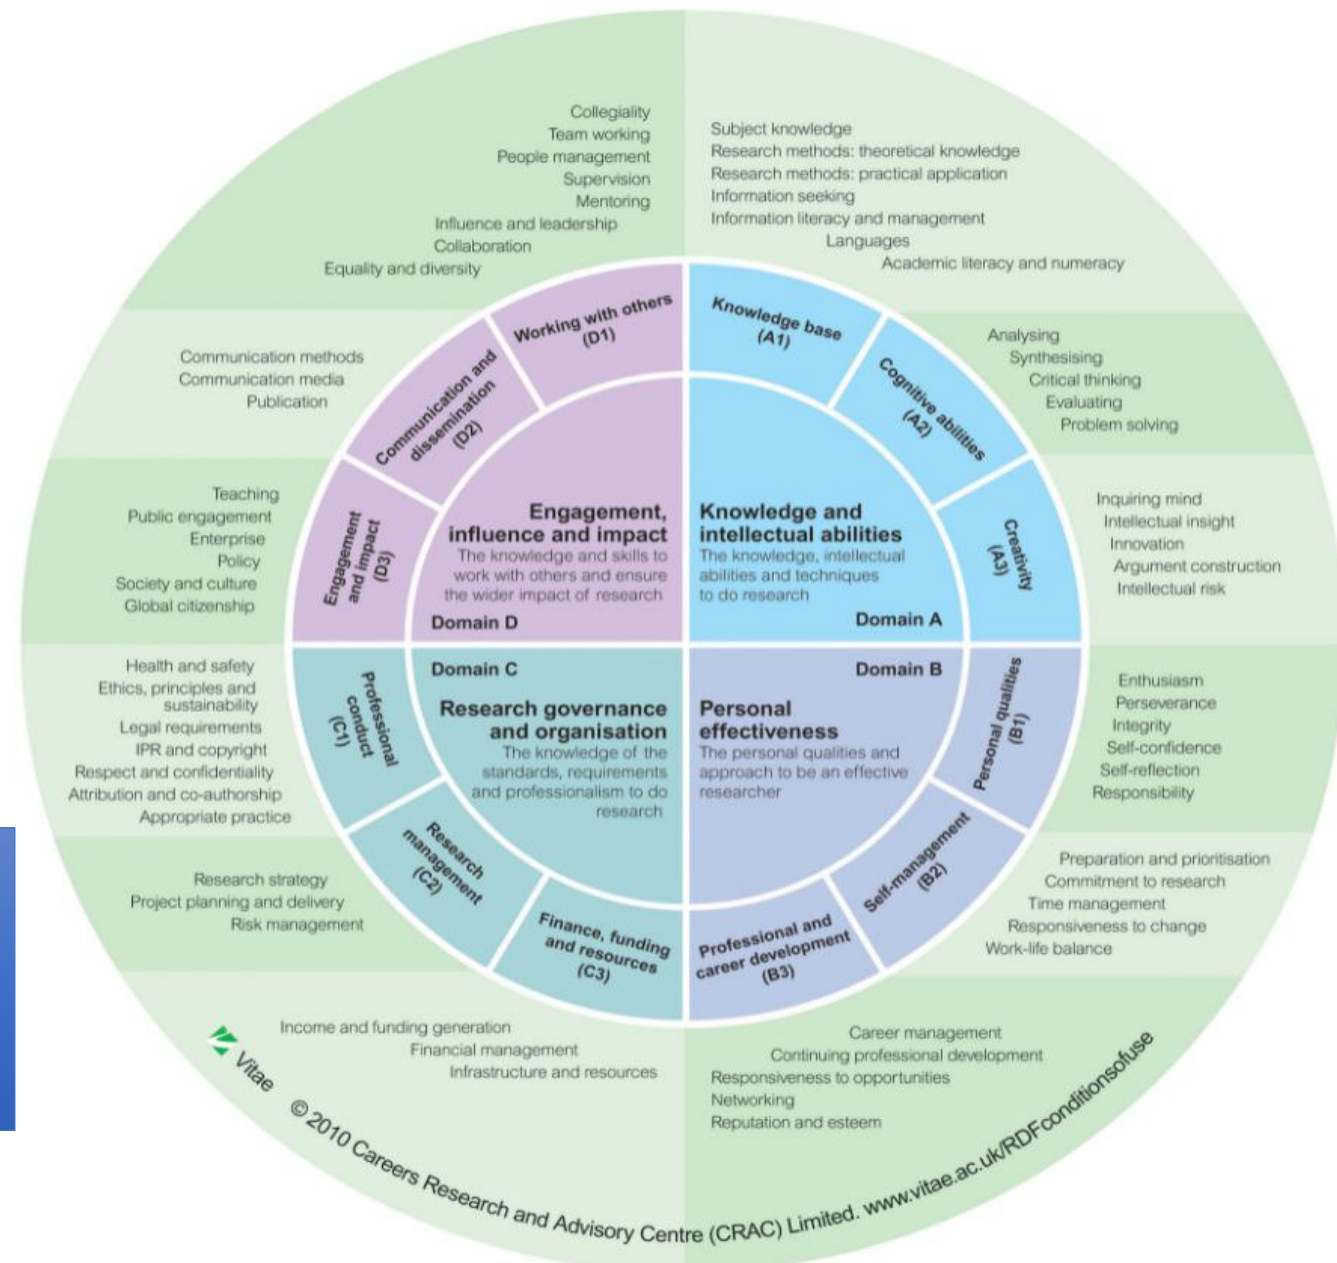 Collegiality
Team working
People management
Supervision
Mentoring
Influence and leadership
Collaboration
Equality and diversity
Subject knowledge
Research methods: theoretical knowledge
Research methods: practical application
Information seeking
Information literacy and management
Languages
Academic literacy and numeracy
Communication methods
Communication media
Publication
Analysing
Synthesising
Critical thinking
Evaluating
Problem solving
Teaching
Public engagement
Enterprise
Policy
Society and culture
Global citizenship
Inquiring mind
Intellectual insight
Innovation
Argument construction
Intellectual risk
Working with others
(D1)
Knowledge base
(A1)
Communication and
dissemination
(D2)
Cognitive abilities
(A2)
Engagement
and impact
(D3)
Creativity
(A3)
Engagement,
influence and impact
The knowledge and skills to
work with others and ensure
the wider impact of research
Domain D
Knowledge and
intellectual abilities
The knowledge, intellectual
abilities and techniques
to do research
Domain A
Domain C
Research governance
and organisation
The knowledge of the
standards, requirements
and professionalism to do
research
Domain B
Personal
effectiveness
The personal qualities and
approach to be an effective
researcher
Professional
conduct
(C1)
Personal qualities
(B1)
Research
management
(C2)
Self-management
(B2)
Finance, funding
and resources
(C3)
Professional and
career development
(B3)
Health and safety
Ethics, principles and
sustainability
Legal requirements
IPR and copyright
Respect and confidentiality
Attribution and co-authorship
Appropriate practice
Enthusiasm
Perseverance
Integrity
Self-confidence
Self-reflection
Responsibility
Research strategy
Project planning and delivery
Risk management
Preparation and prioritisation
Commitment to research
Time management
Responsiveness to change
Work-life balance
Income and funding generation
Financial management
Infrastructure and resources
Career management
Continuing professional development
Responsiveness to opportunities
Networking
Reputation and esteem
Vitae © 2010 Careers Research and Advisory Centre (CRAC) Limited. www.vitae.ac.uk/RDFconditionsofuse